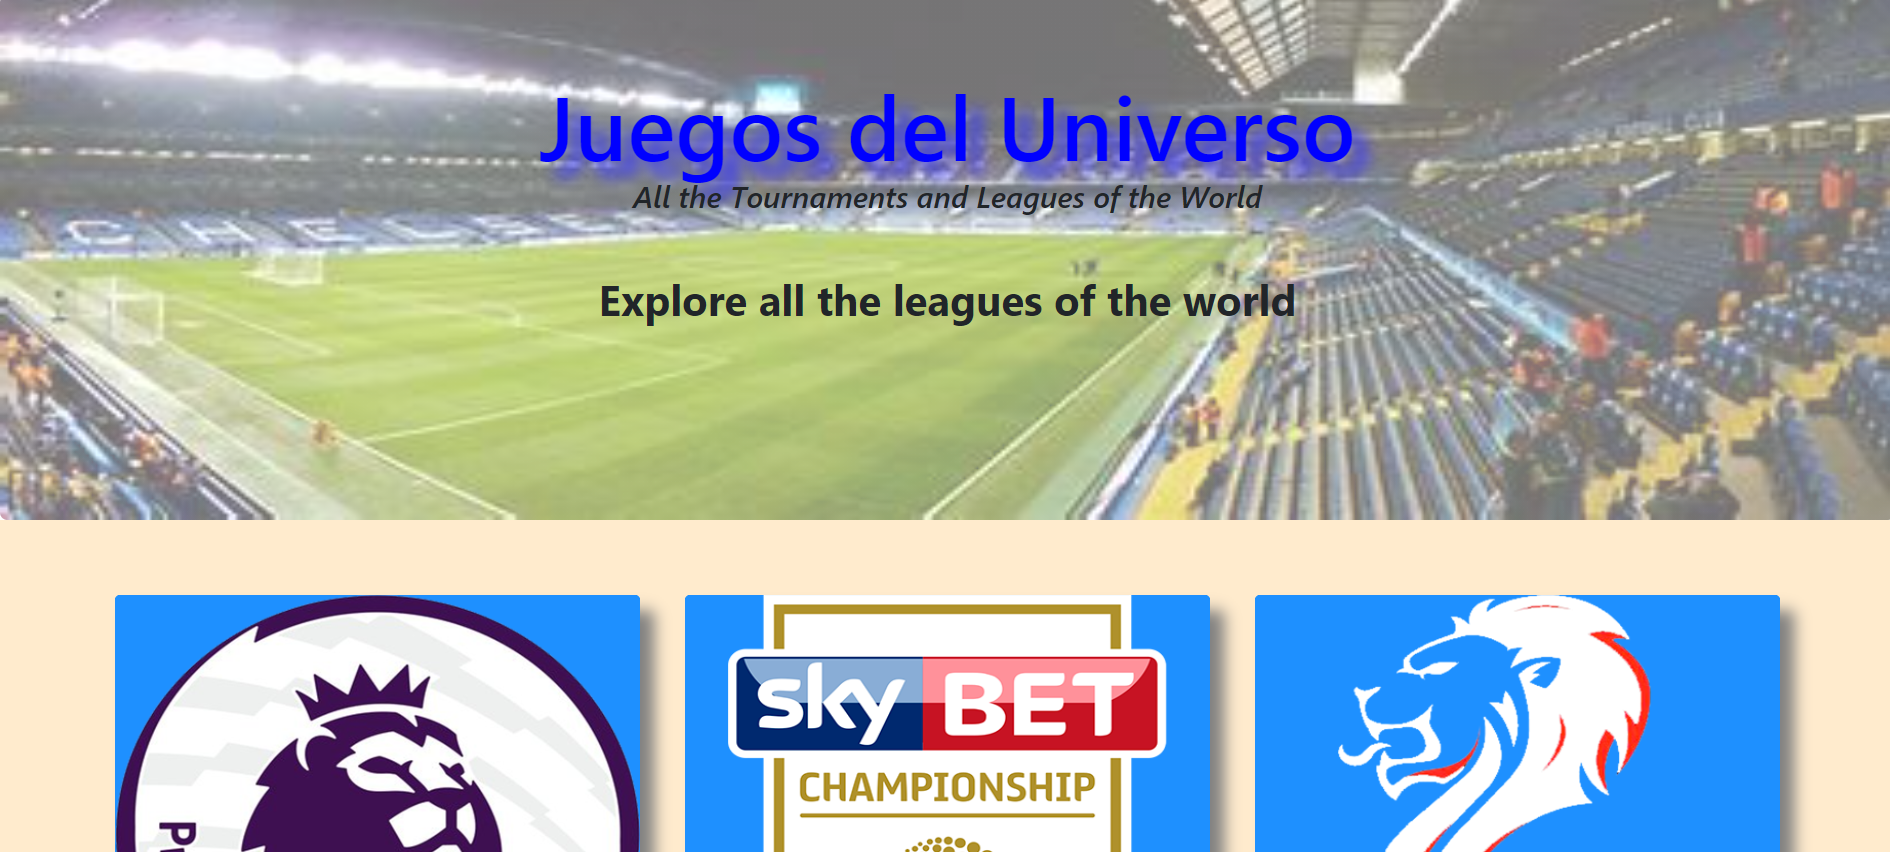 Juegos del Universo
All the Tournaments and Leagues of the World
CHELSEA
Explore all the leagues of the world
sky BET
CHAMPIONSHIP